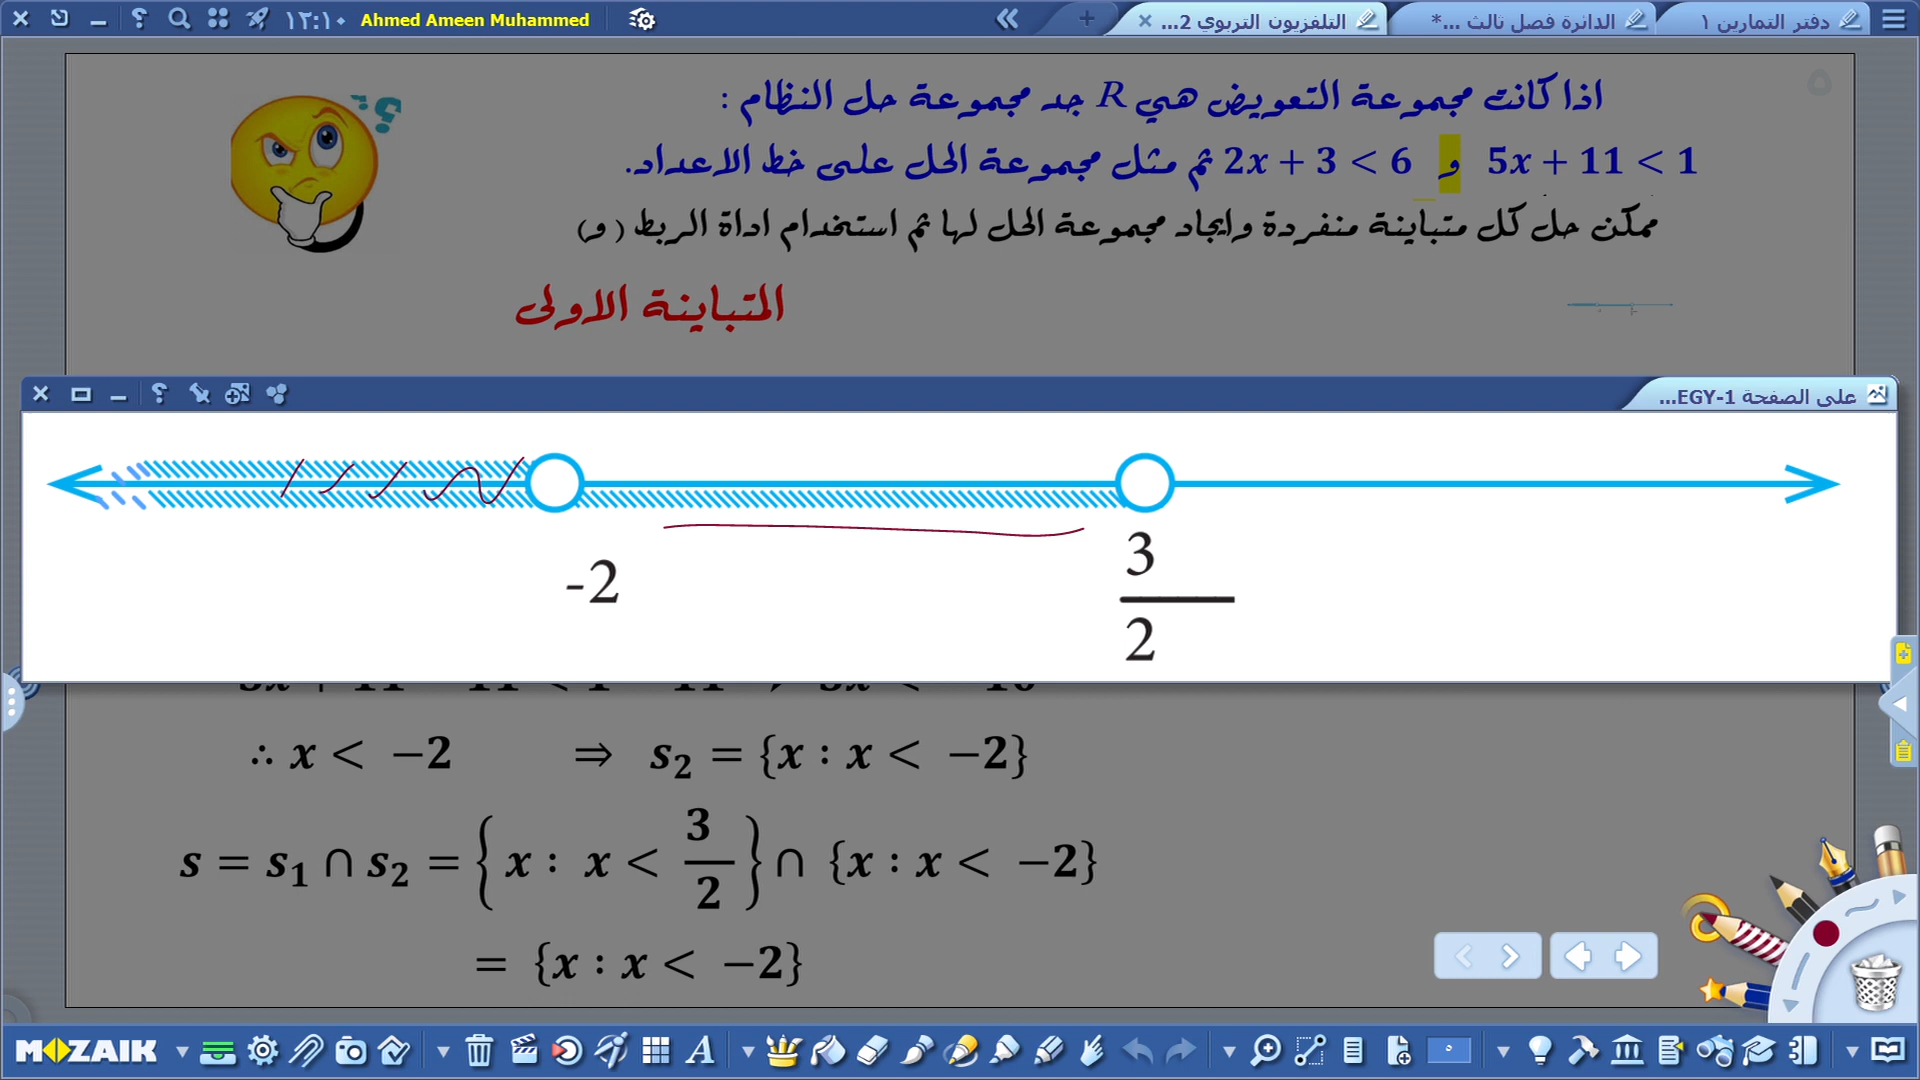 ١٢:١٠ Ahmed Ameen Muhammed
التلفزيون التربوي 2...
الدائرة فصل ثالث ...*
دفتر التمارين ١
اذا كانت مجموعة التعويض هي R جد مجموعة حل النظام :
5x + 11 < 1 و 2x + 3 < 6 ثم مثل مجموعة الحل على خط الاعداد.
ممكن حل كل متباينة منفردة وايجاد مجموعة الحل لها ثم استخدام اداة الربط ( و)
المتباينة الاولى
على الصفحة EGY-1...
-2
3/2
∴ x < −2 ⇒ s₂ = {x : x < −2}
s = s₁ ∩ s₂ = {x : x < 3/2} ∩ {x : x < −2}
= {x : x < −2}
MOZAIK